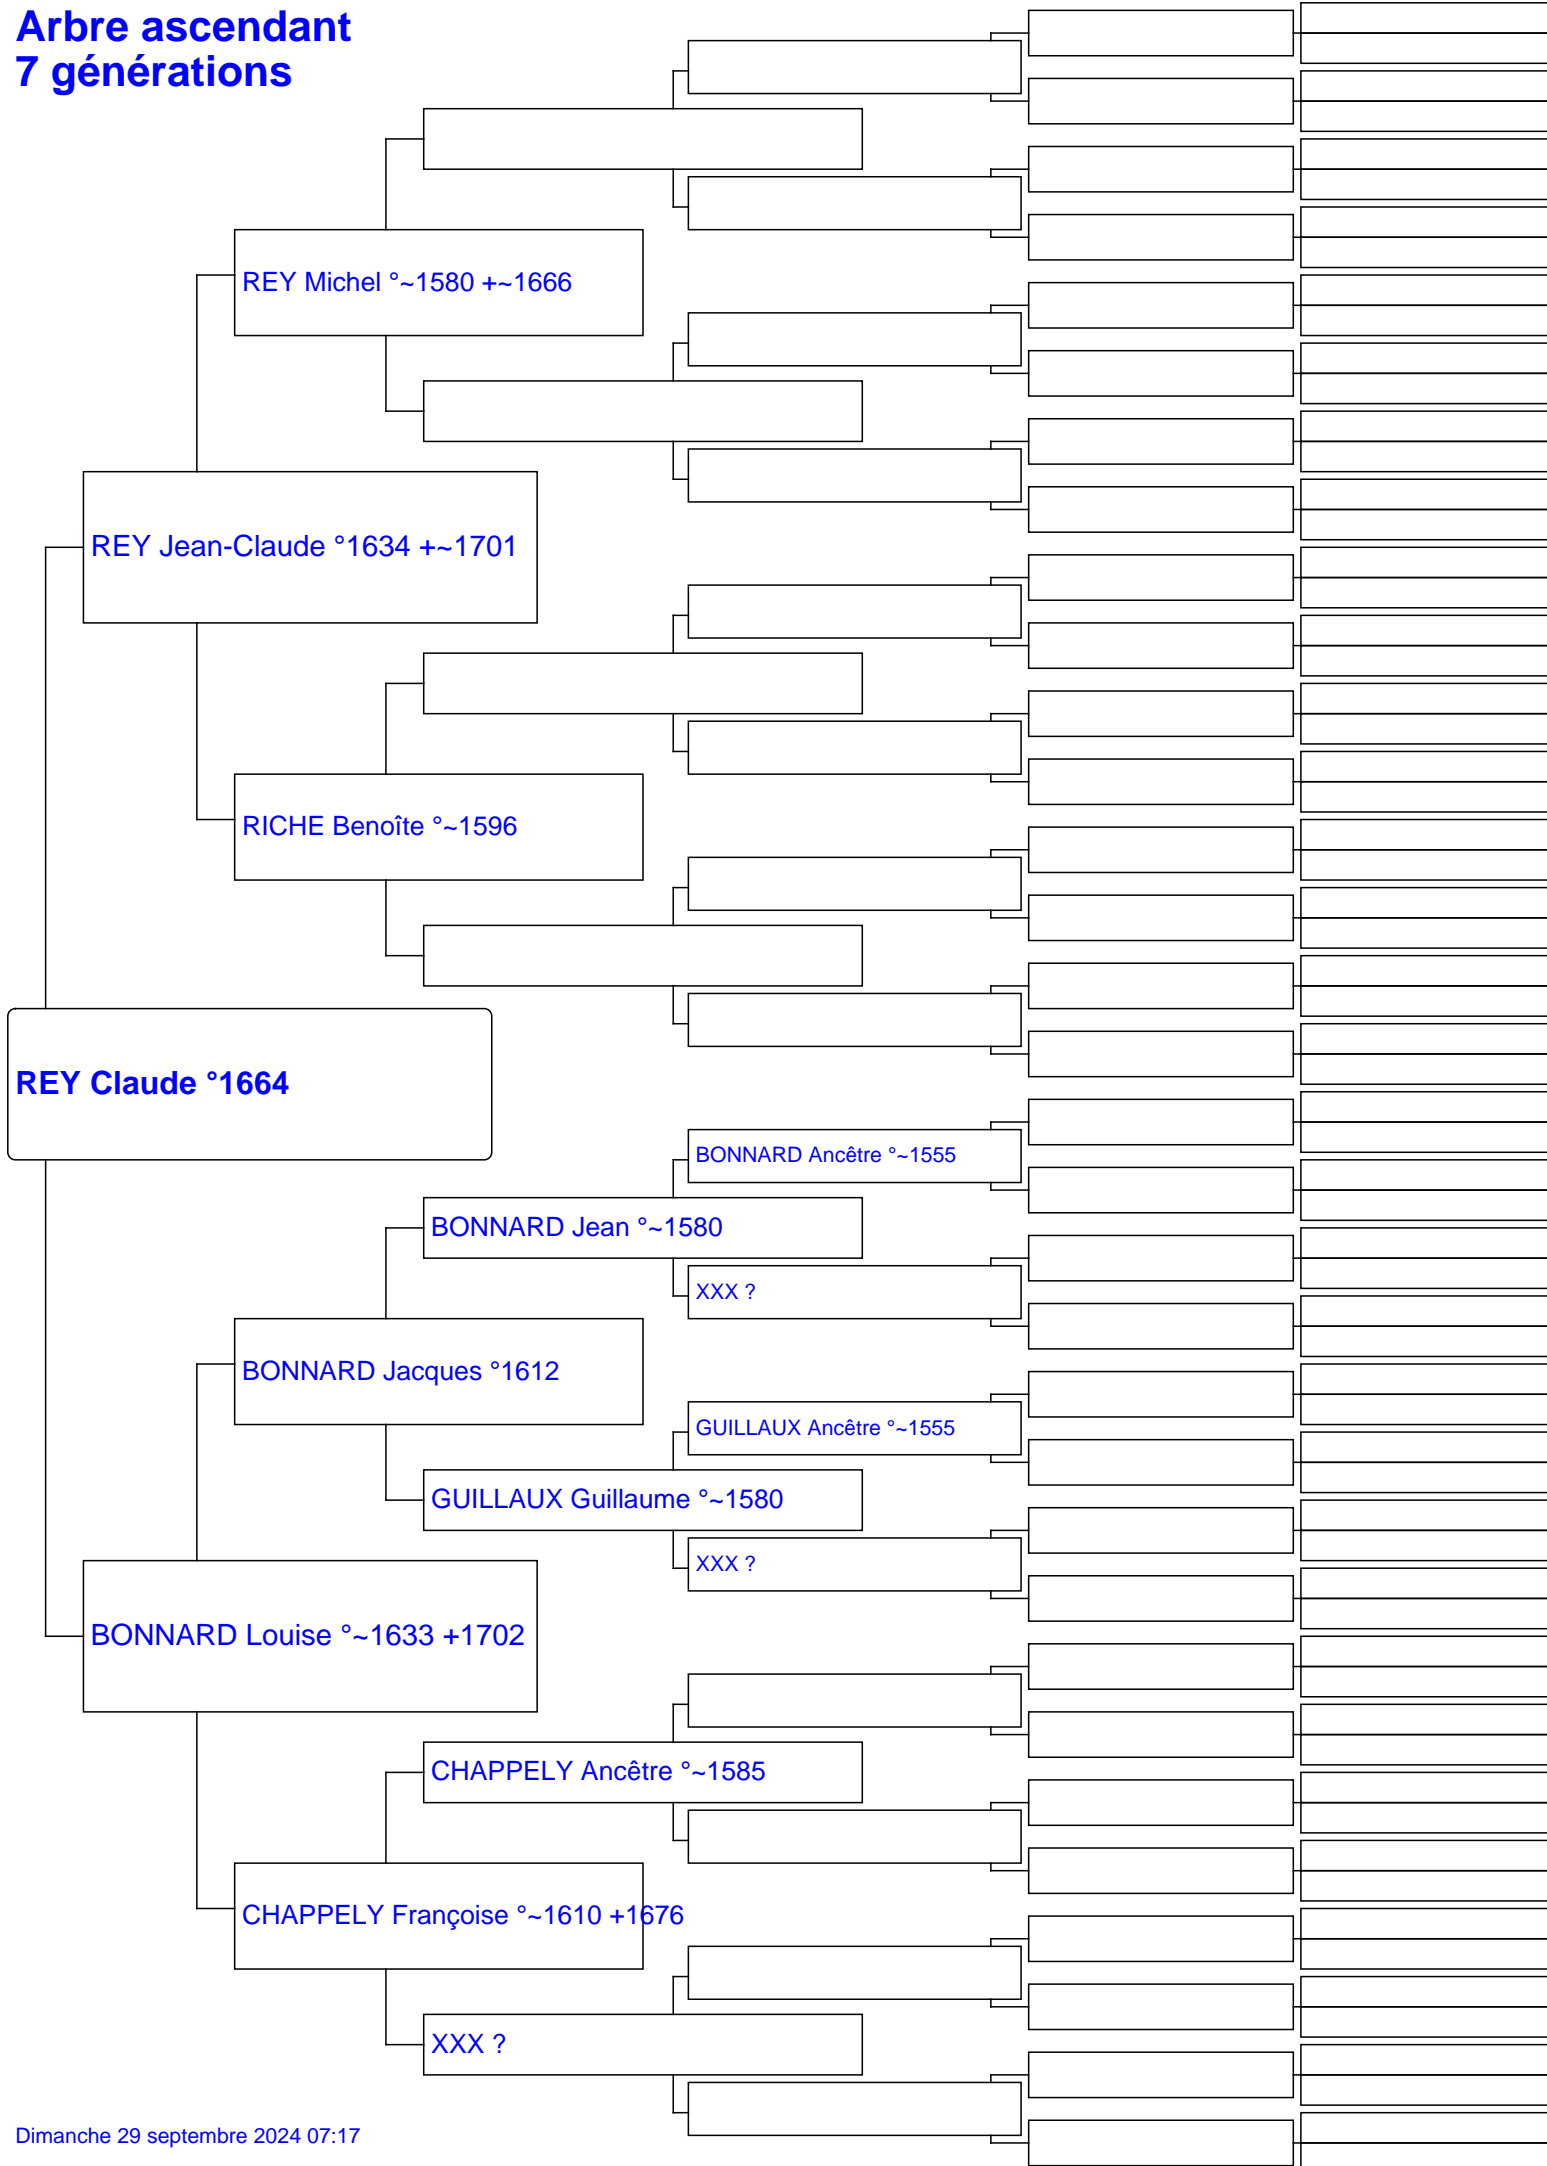 Arbre ascendant
7 générations
REY Michel °~1580 +~1666
REY Jean-Claude °1634 +~1701
RICHE Benoîte °~1596
REY Claude °1664
BONNARD Ancêtre °~1555
BONNARD Jean °~1580
XXX ?
BONNARD Jacques °1612
GUILLAUX Ancêtre °~1555
GUILLAUX Guillaume °~1580
XXX ?
BONNARD Louise °~1633 +1702
CHAPPELY Ancêtre °~1585
CHAPPELY Françoise °~1610 +1676
XXX ?
Dimanche 29 septembre 2024 07:17